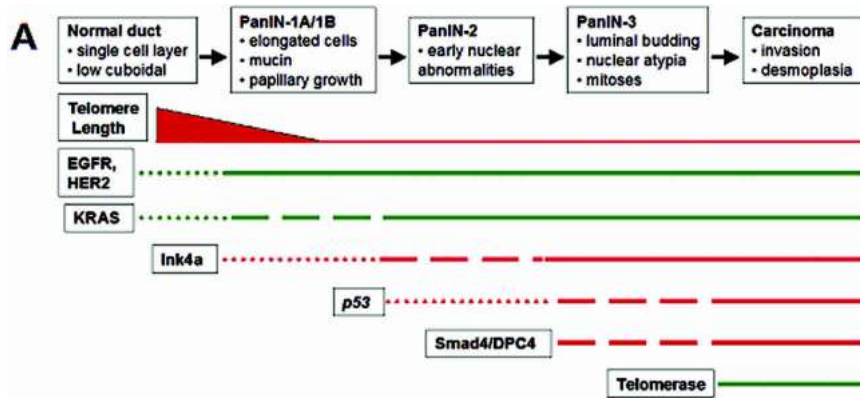 A
Normal duct
• single cell layer
• low cuboidal
PanIN-1A/1B
• elongated cells
• mucin
• papillary growth
PanIN-2
• early nuclear
abnormalities
PanIN-3
• luminal budding
• nuclear atypia
• mitoses
Carcinoma
• invasion
• desmoplasia
Telomere
Length
EGFR,
HER2
KRAS
Ink4a
p53
Smad4/DPC4
Telomerase